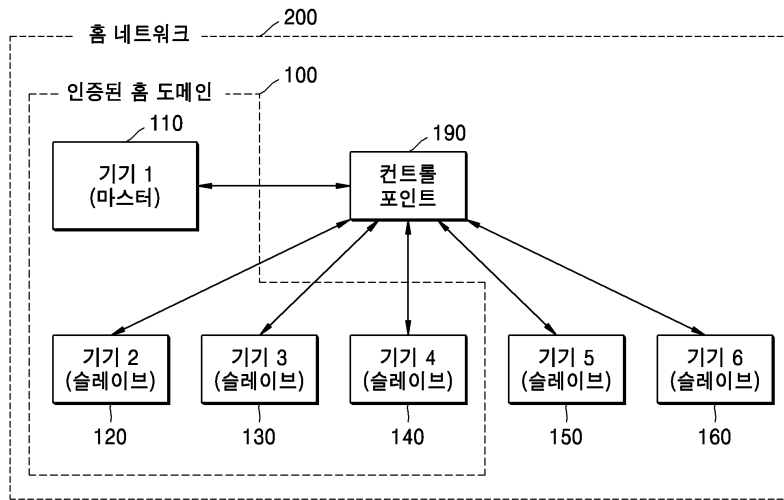 홈 네트워크
200
인증된 홈 도메인
100
110
기기 1
(마스터)
190
컨트롤
포인트
기기 2
(슬레이브)
기기 3
(슬레이브)
기기 4
(슬레이브)
기기 5
(슬레이브)
기기 6
(슬레이브)
120
130
140
150
160